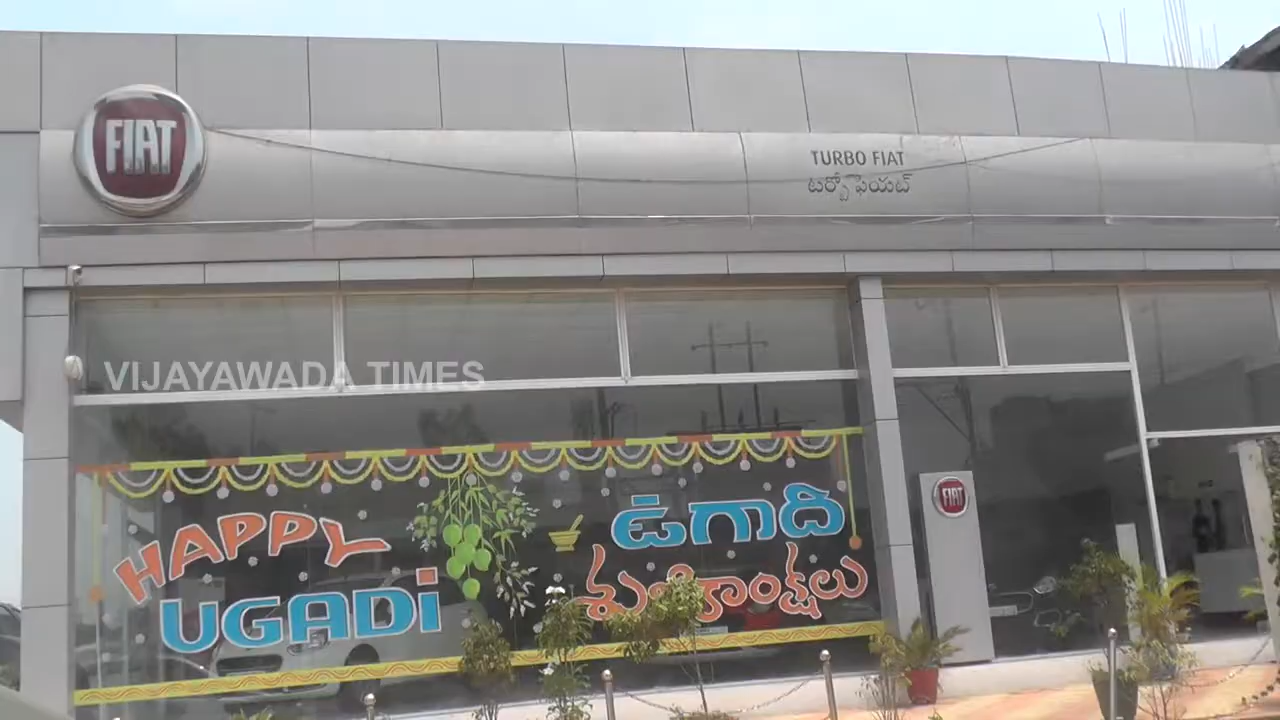 FIAT
TURBO FIAT
టర్బో ఫియట్
VIJAYAWADA TIMES
HAPPY
UGADi
ఉగాది
శుభాకాంక్షలు
FIAT